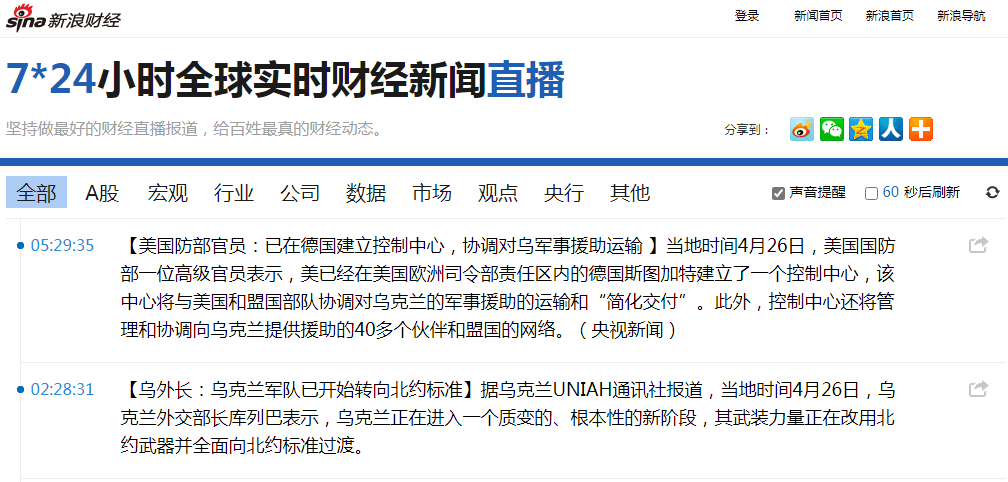 sina 新浪财经
登录 新闻首页 新浪首页 新浪导航
7*24小时全球实时财经新闻直播
坚持做最好的财经直播报道，给百姓最真的财经动态。
分享到：
全部 A股 宏观 行业 公司 数据 市场 观点 央行 其他
声音提醒 60 秒后刷新
05:29:35 【美国防部官员：已在德国建立控制中心，协调对乌军事援助运输 】当地时间4月26日，美国国防
部一位高级官员表示，美已经在美国欧洲司令部责任区内的德国斯图加特建立了一个控制中心，该
中心将与美国和盟国部队协调对乌克兰的军事援助的运输和“简化交付”。此外，控制中心还将管
理和协调向乌克兰提供援助的40多个伙伴和盟国的网络。（央视新闻）
02:28:31 【乌外长：乌克兰军队已开始转向北约标准】据乌克兰UNIAH通讯社报道，当地时间4月26日，乌
克兰外交部长库列巴表示，乌克兰正在进入一个质变的、根本性的新阶段，其武装力量正在改用北
约武器并全面向北约标准过渡。